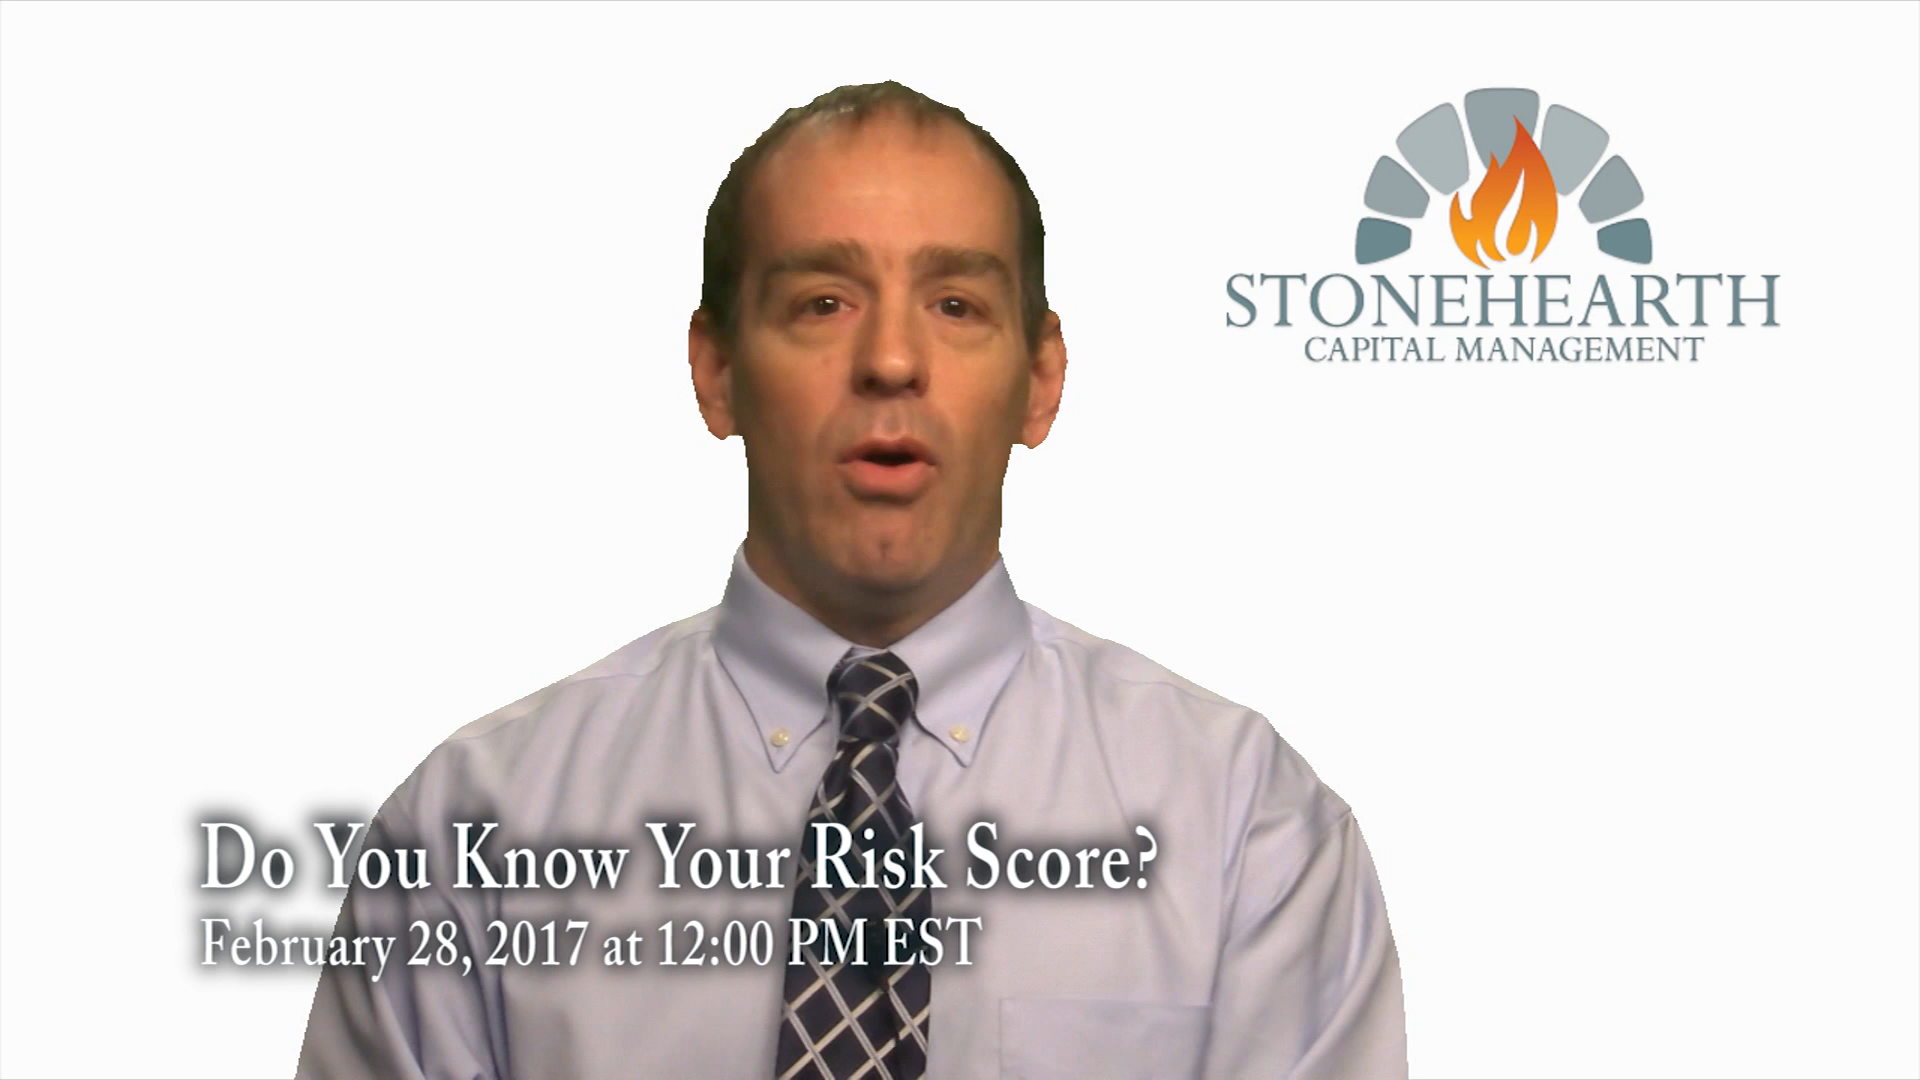 STONEHEARTH
CAPITAL MANAGEMENT
Do You Know Your Risk Score?
February 28, 2017 at 12:00 PM EST